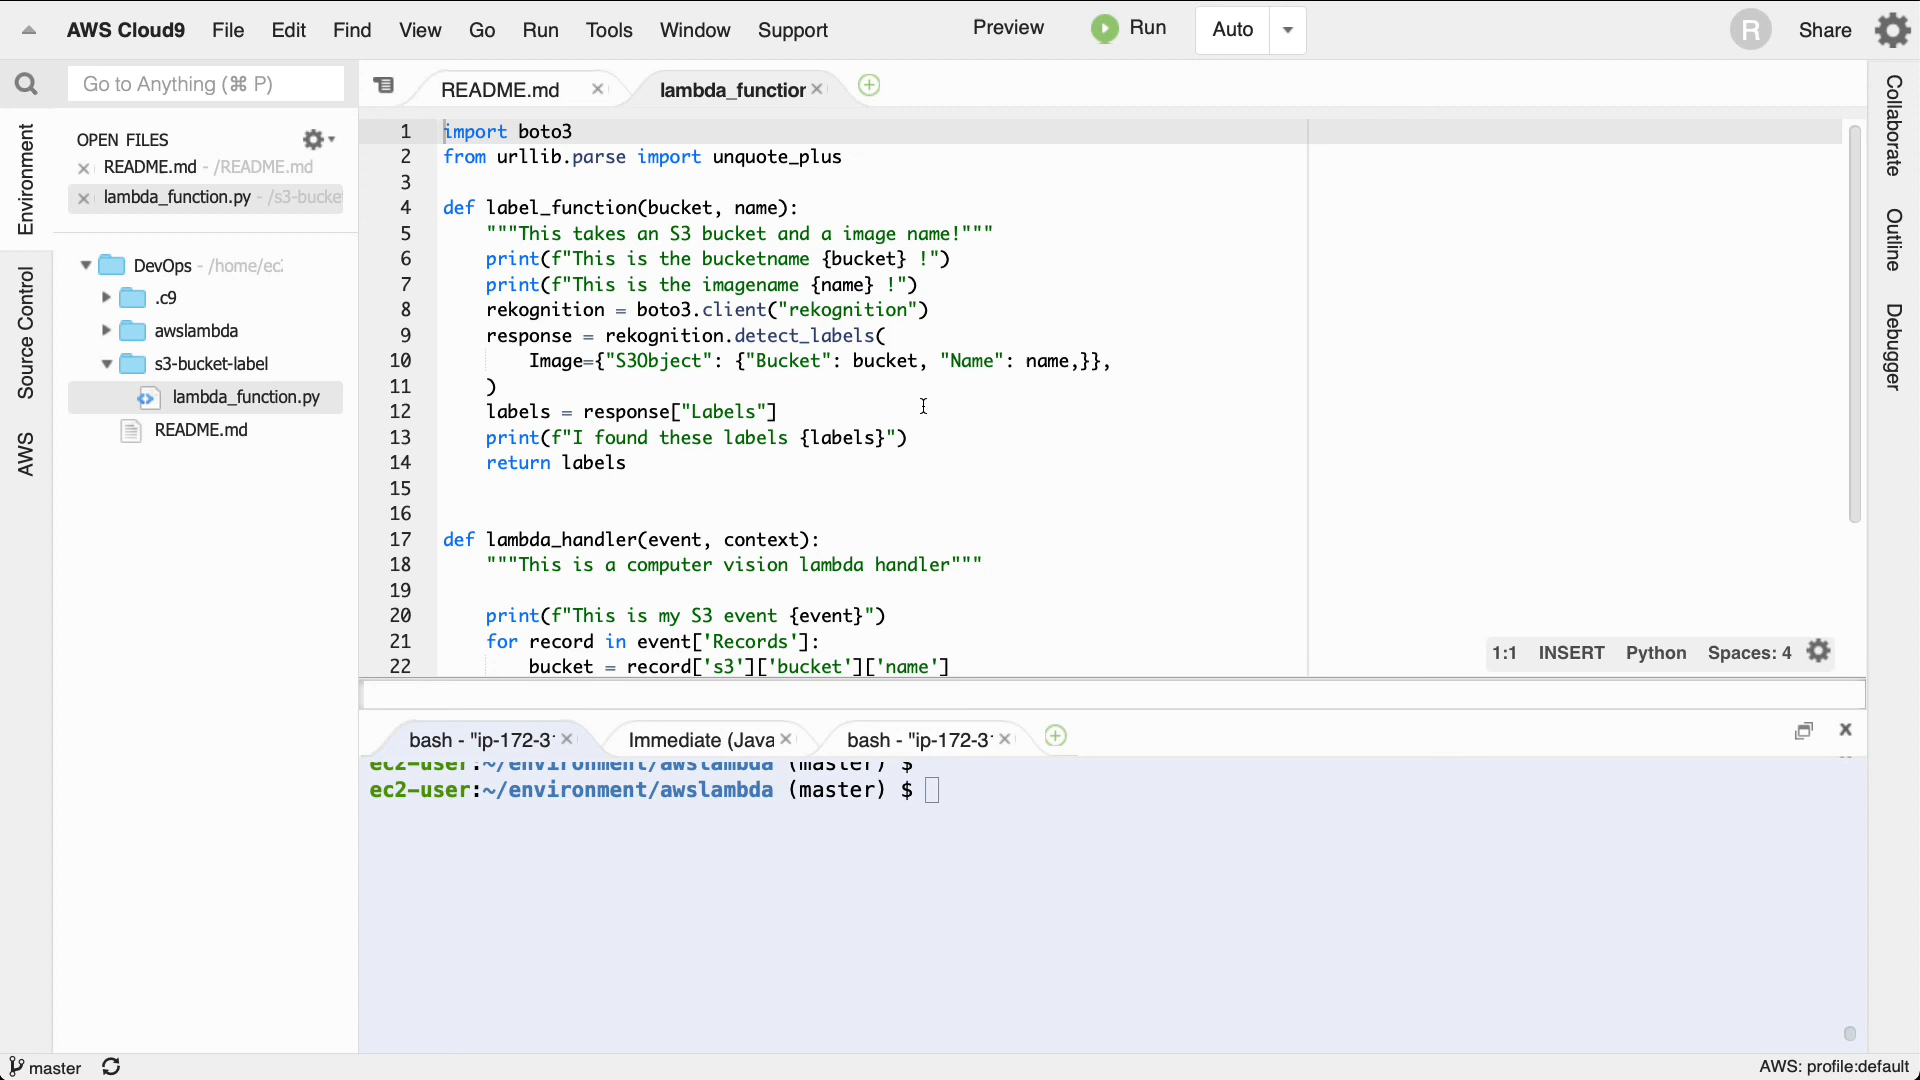 AWS Cloud9 File Edit Find View Go Run Tools Window Support Preview Run Auto R Share
Go to Anything (⌘ P)
README.md
lambda_function
Environment
Source Control
AWS
OPEN FILES
README.md - /README.md
lambda_function.py - /s3-bucke
DevOps - /home/ec2
.c9
awslambda
s3-bucket-label
lambda_function.py
README.md
1 import boto3
2 from urllib.parse import unquote_plus
3
4 def label_function(bucket, name):
5 """This takes an S3 bucket and a image name!"""
6 print(f"This is the bucketname {bucket} !")
7 print(f"This is the imagename {name} !")
8 rekognition = boto3.client("rekognition")
9 response = rekognition.detect_labels(
10 Image={"S3Object": {"Bucket": bucket, "Name": name,}},
11 )
12 labels = response["Labels"]
13 print(f"I found these labels {labels}")
14 return labels
15
16
17 def lambda_handler(event, context):
18 """This is a computer vision lambda handler"""
19
20 print(f"This is my S3 event {event}")
21 for record in event['Records']:
22 bucket = record['s3']['bucket']['name']
1:1 INSERT Python Spaces: 4
Collaborate
Outline
Debugger
bash - "ip-172-3
Immediate (Java
bash - "ip-172-3
ec2-user:~/environment/awslambda (master) $
ec2-user:~/environment/awslambda (master) $
master
AWS: profile:default